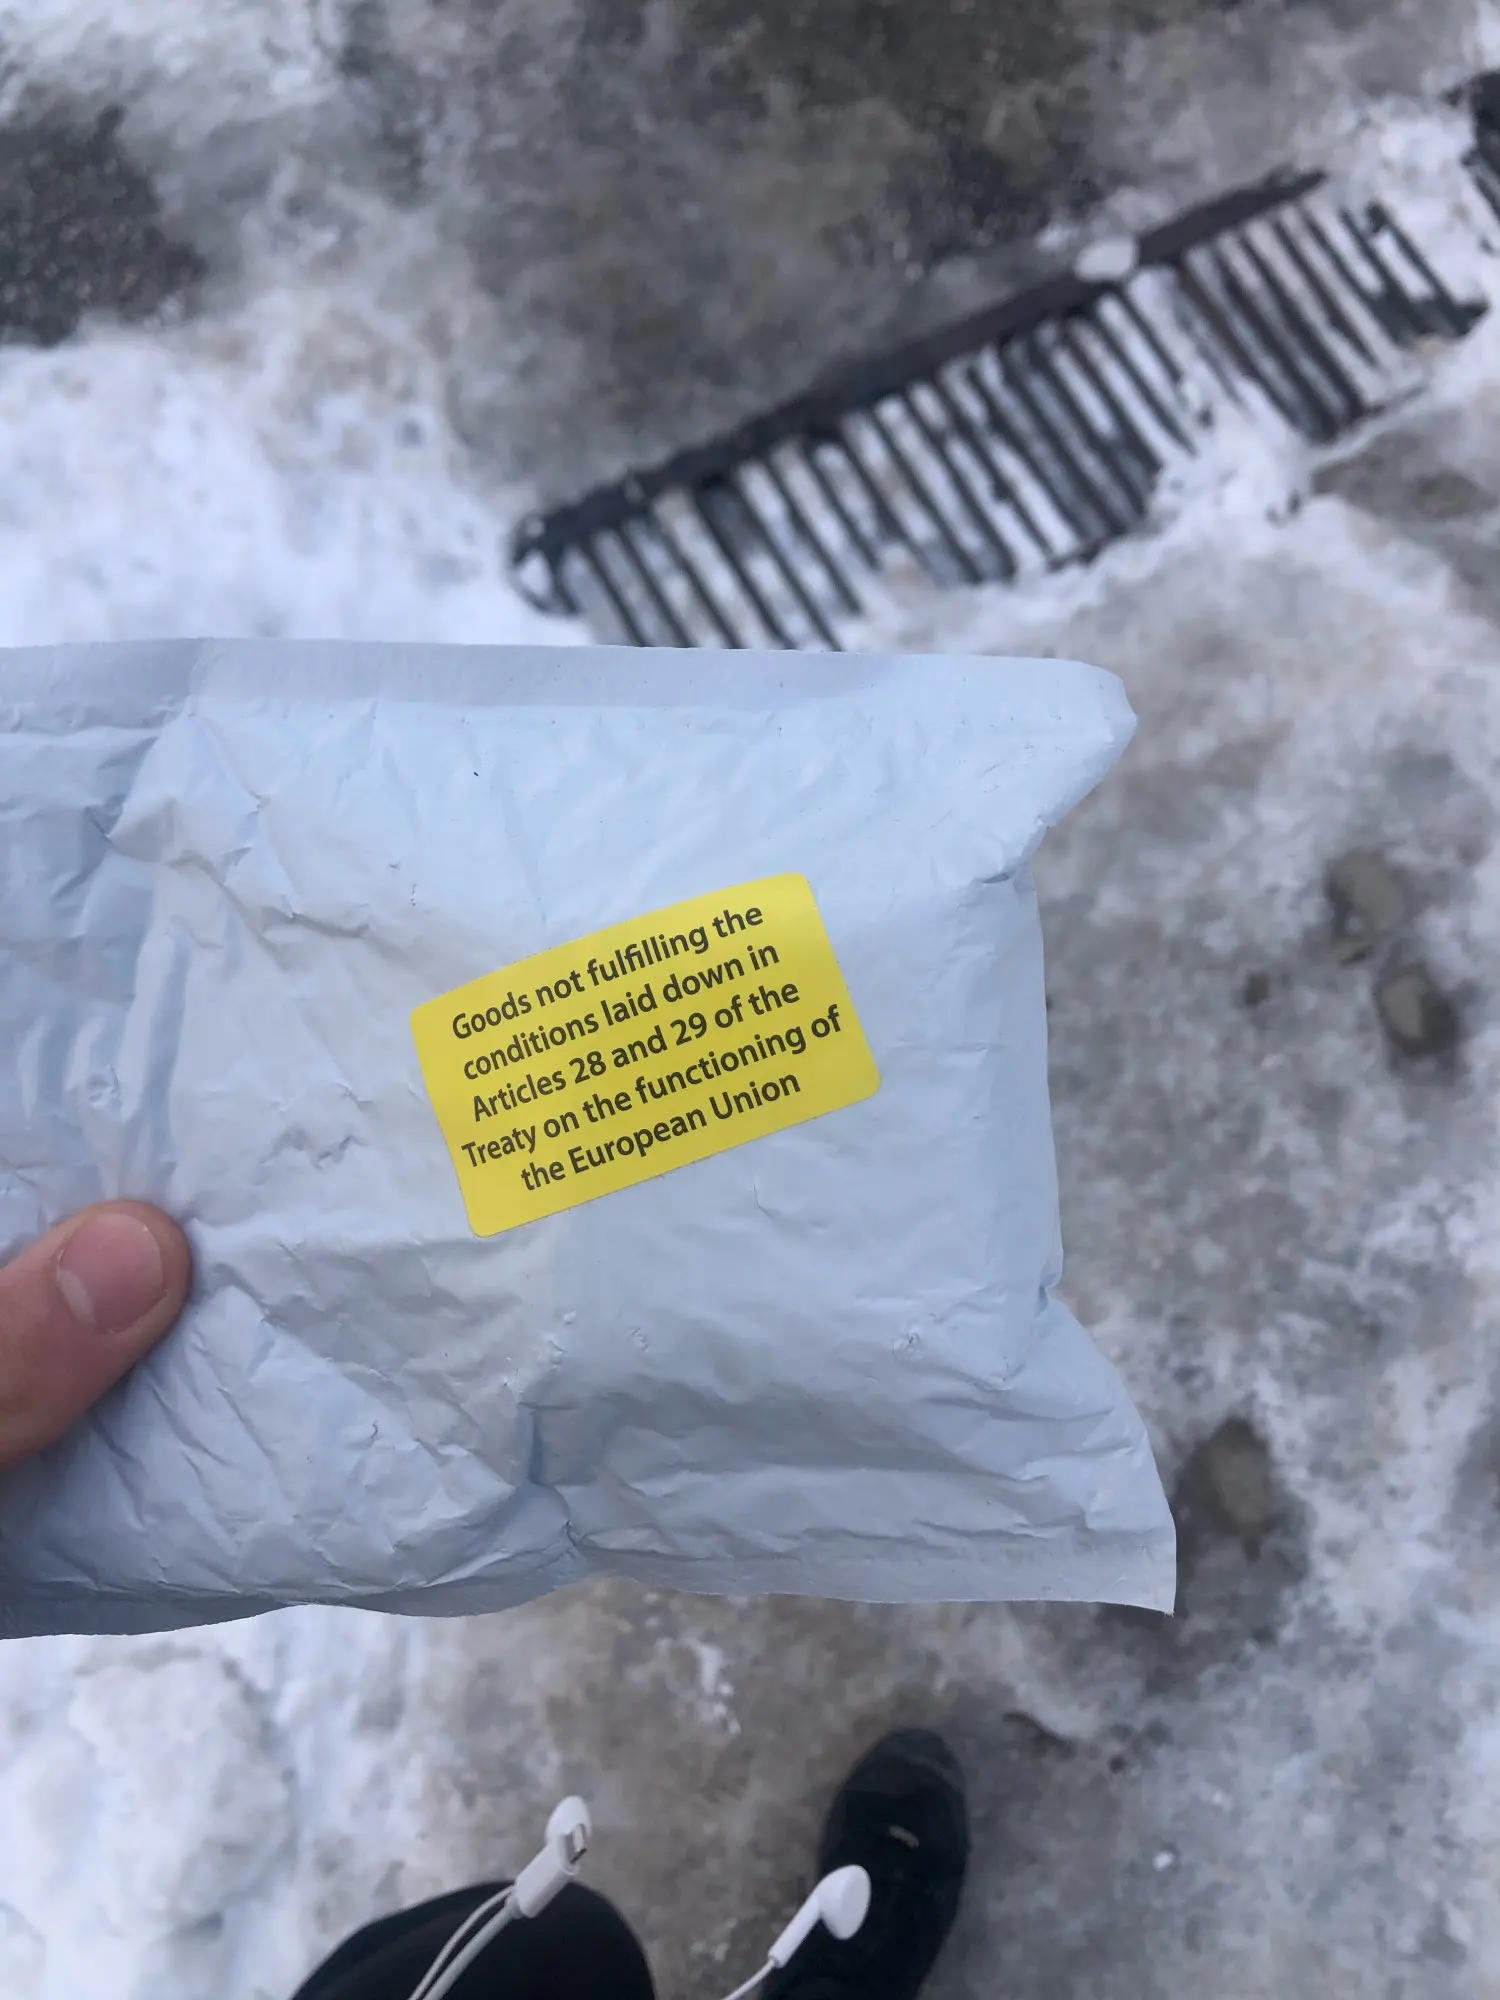 Goods not fulfilling the
conditions laid down in
Articles 28 and 29 of the
Treaty on the functioning of
the European Union